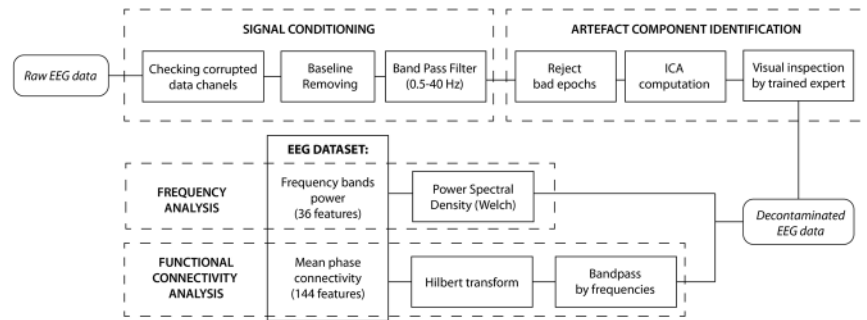 SIGNAL CONDITIONING
ARTEFACT COMPONENT IDENTIFICATION
Raw EEG data
Checking corrupted
data chanels
Baseline
Removing
Band Pass Filter
(0.5-40 Hz)
Reject
bad epochs
ICA
computation
Visual inspection
by trained expert
EEG DATASET:
FREQUENCY
ANALYSIS
Frequency bands
power
(36 features)
Power Spectral
Density (Welch)
Decontaminated
EEG data
FUNCTIONAL
CONNECTIVITY
ANALYSIS
Mean phase
connectivity
(144 features)
Hilbert transform
Bandpass
by frequencies